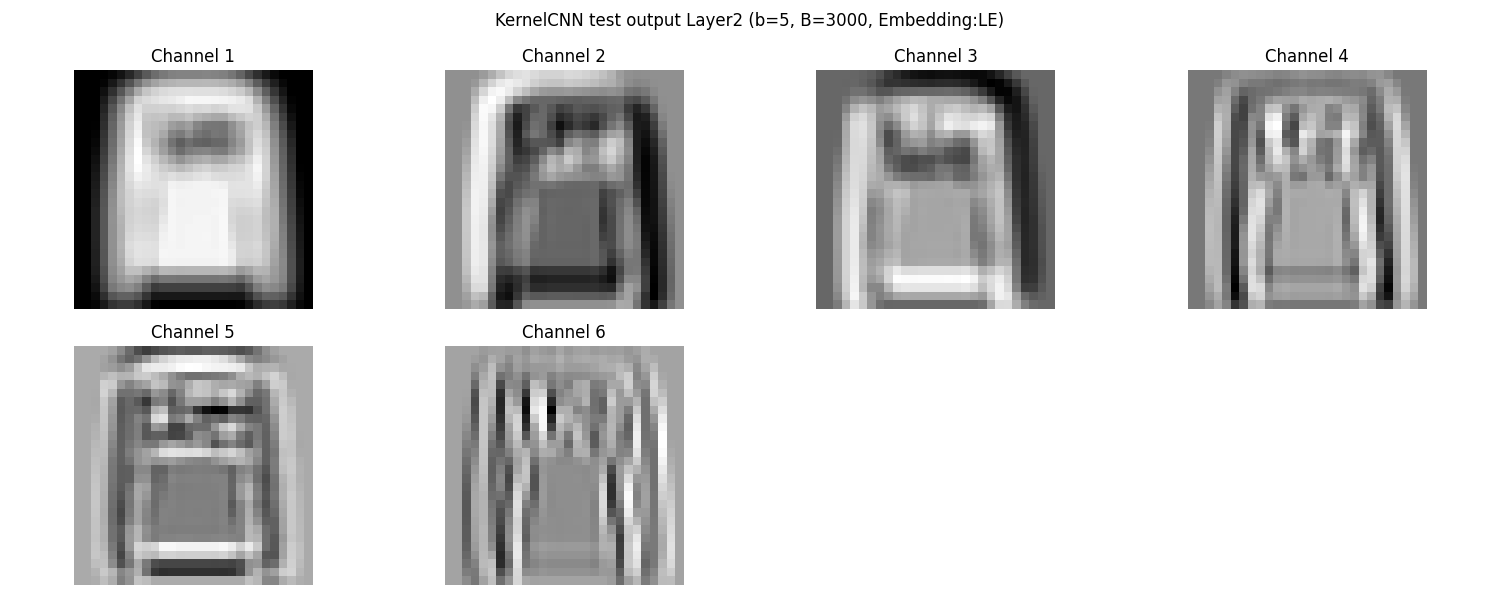 KernelCNN test output Layer2 (b=5, B=3000, Embedding:LE)
Channel 1
Channel 2
Channel 3
Channel 4
Channel 5
Channel 6